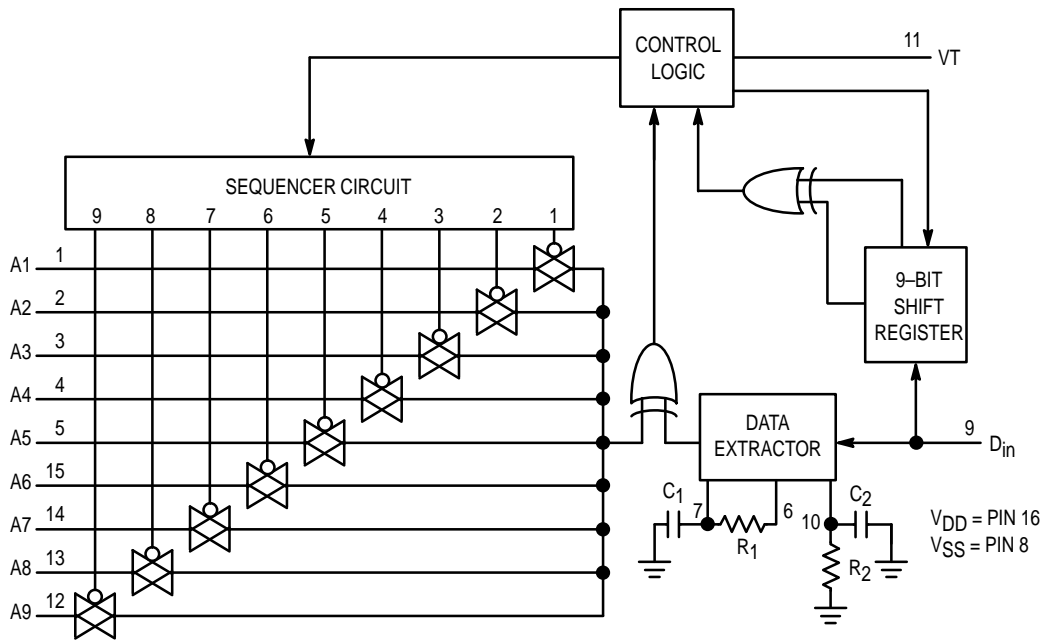 CONTROL
LOGIC
11
VT
SEQUENCER CIRCUIT
9 8 7 6 5 4 3 2 1
A1 1
A2 2
A3 3
A4 4
A5 5
A6 15
A7 14
A8 13
A9 12
9–BIT
SHIFT
REGISTER
DATA
EXTRACTOR
9
Din
C1
7
R1
6
10
C2
R2
VDD = PIN 16
VSS = PIN 8